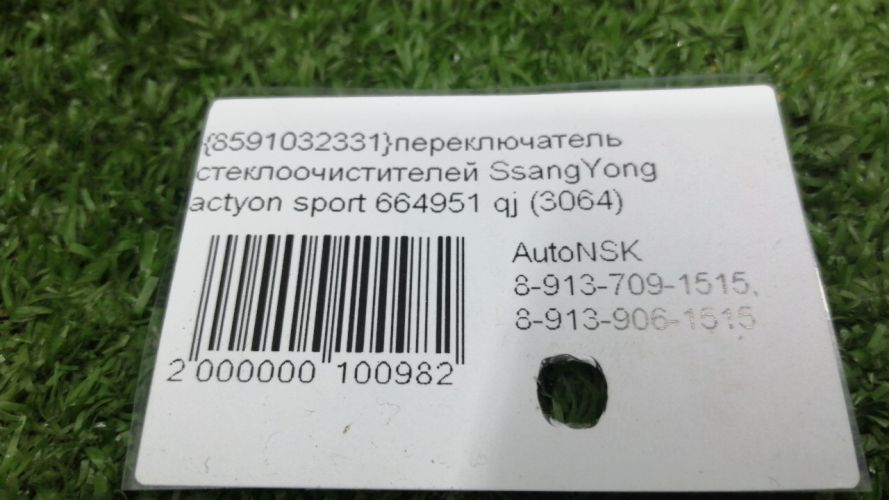 {8591032331}переключатель
стеклоочистителей SsangYong
actyon sport 664951 qj (3064)
AutoNSK
8-913-709-1515,
8-913-906-1515
2 000000 100982